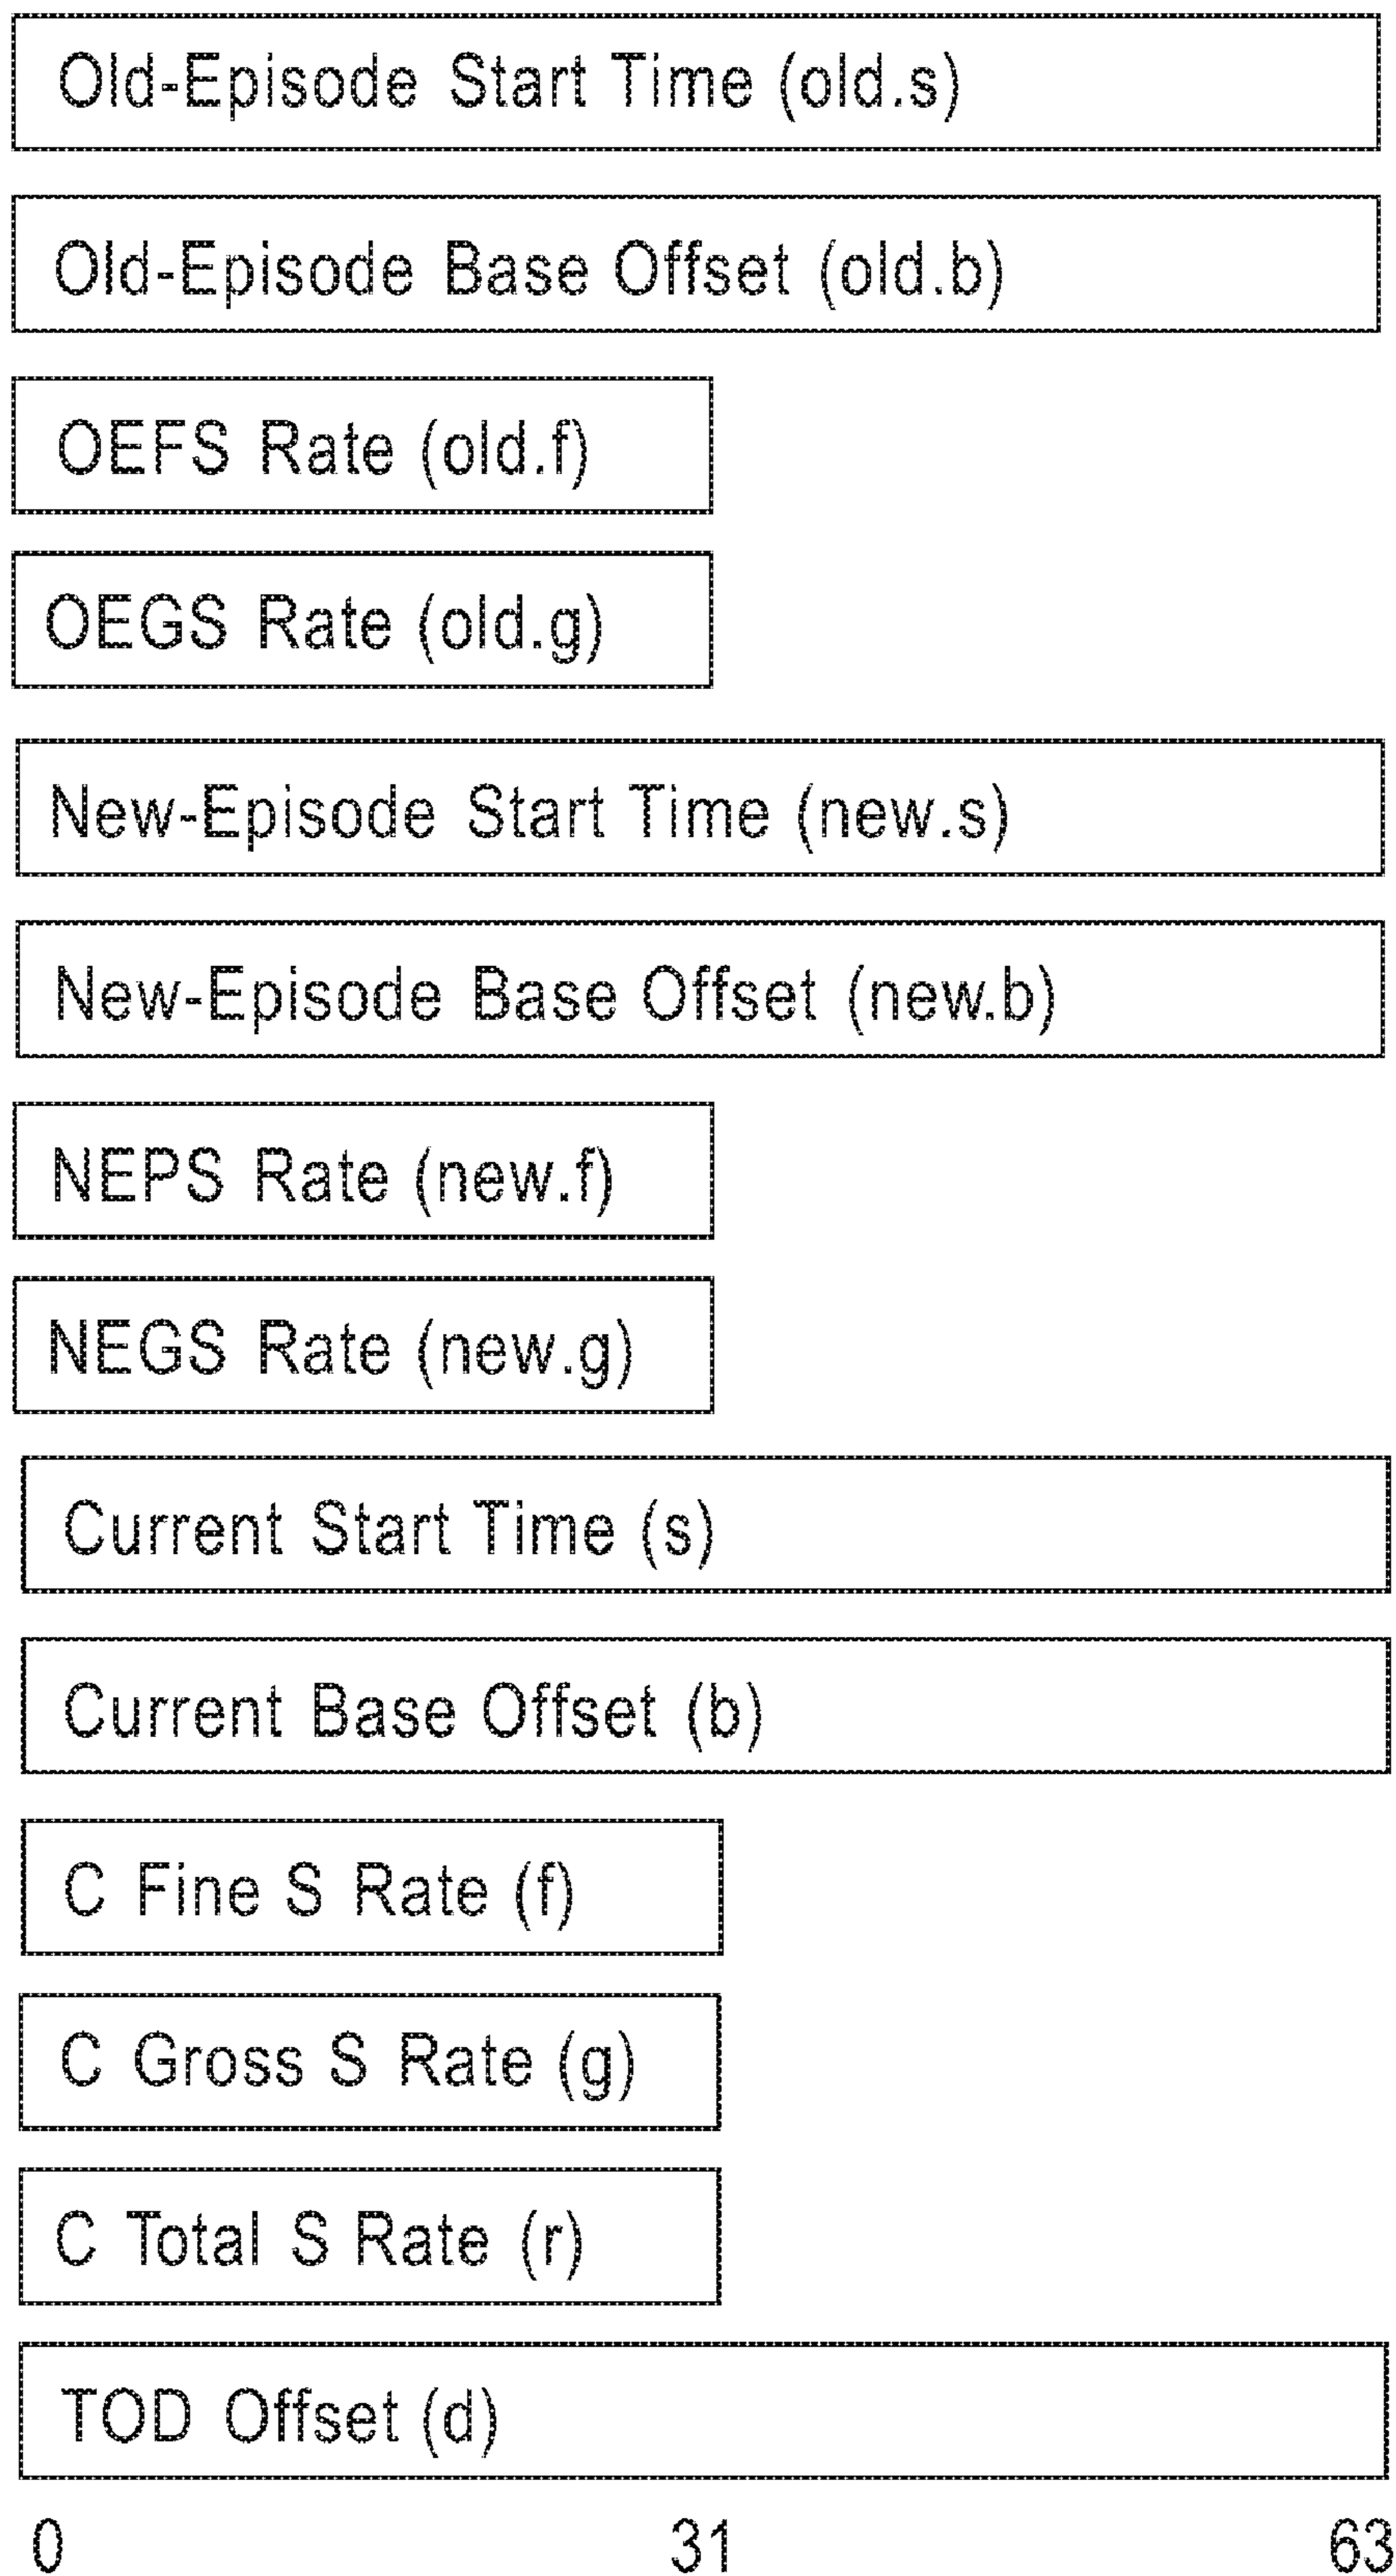 Old-Episode Start Time (old.s)
Old-Episode Base Offset (old.b)
OEFS Rate (old.f)
OEGS Rate (old.g)
New-Episode Start Time (new.s)
New-Episode Base Offset (new.b)
NEPS Rate (new.f)
NEGS Rate (new.g)
Current Start Time (s)
Current Base Offset (b)
C Fine S Rate (f)
C Gross S Rate (g)
C Total S Rate (r)
TOD Offset (d)
0 31 63